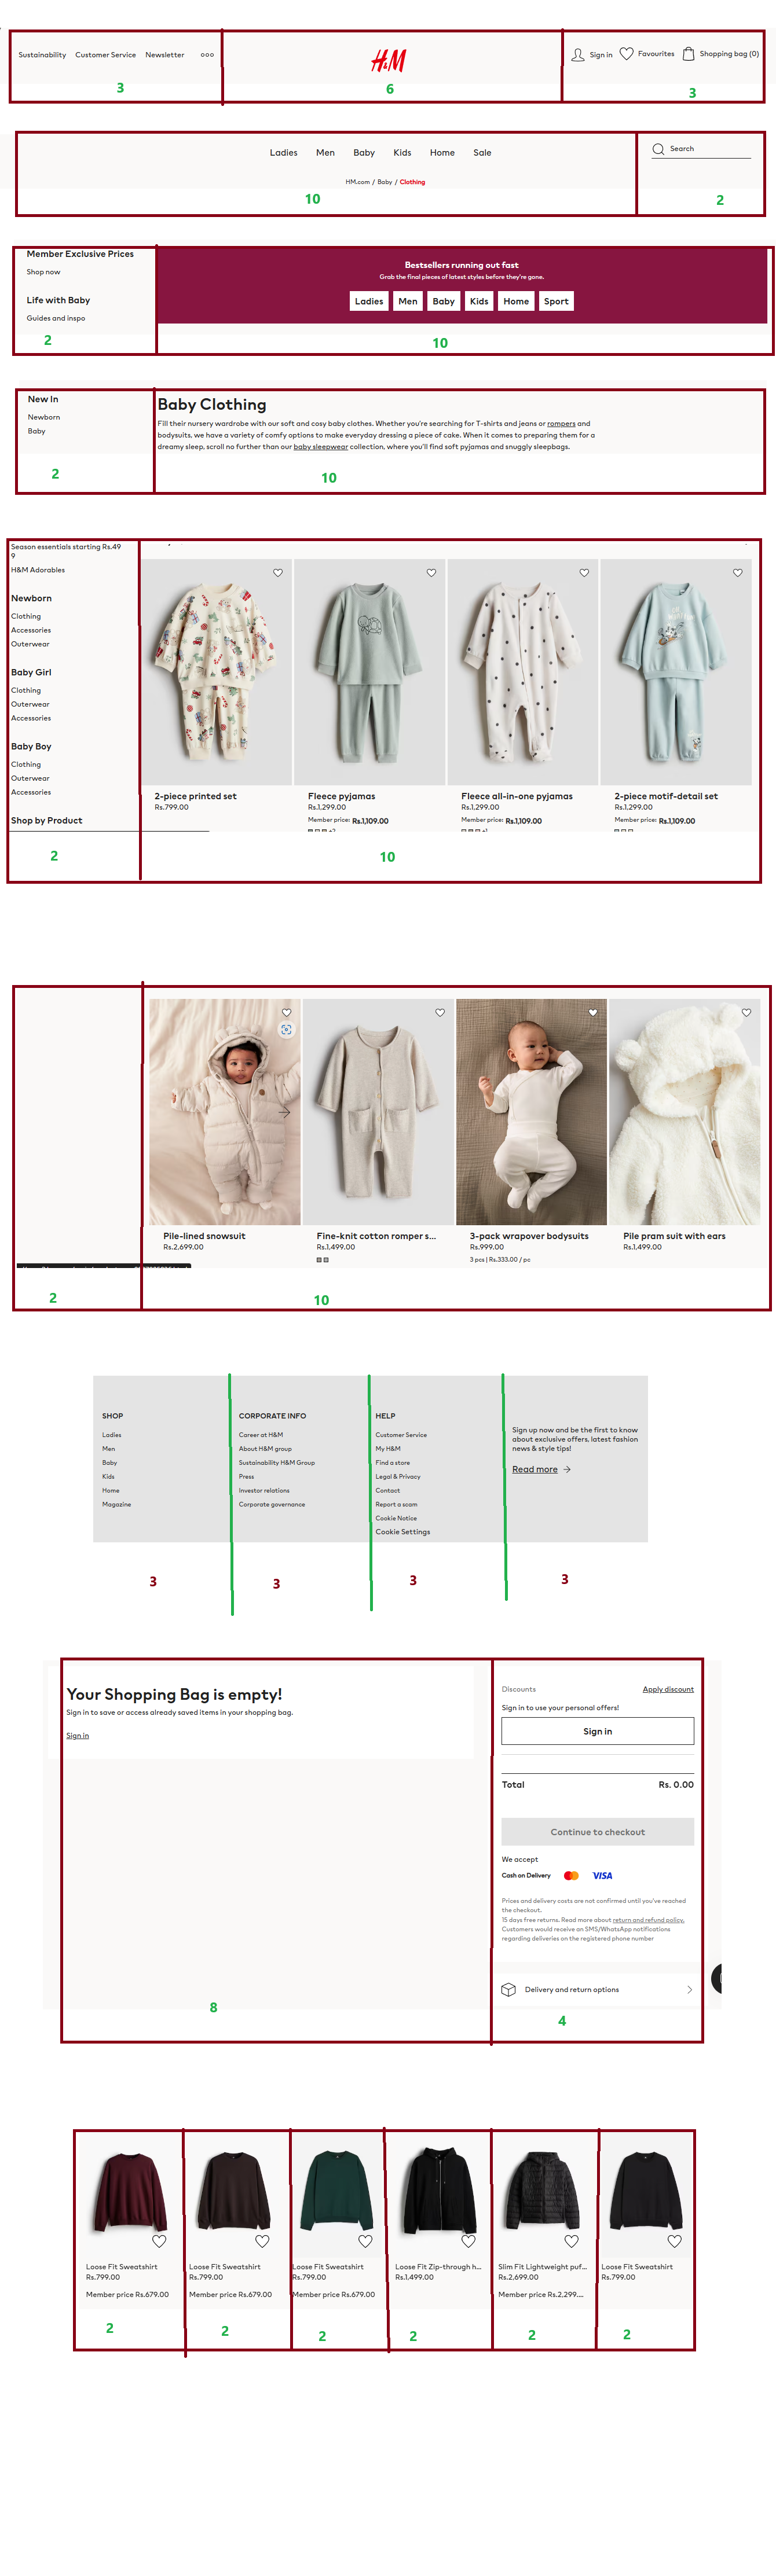 Sustainability Customer Service Newsletter
H&M
Sign in Favourites Shopping bag (0)
3
6
3
Ladies Men Baby Kids Home Sale
Search
HM.com / Baby / Clothing
10
2
Member Exclusive Prices
Shop now
Life with Baby
Guides and inspo
Bestsellers running out fast
Grab the final pieces of latest styles before they're gone.
Ladies Men Baby Kids Home Sport
2
10
New In
Newborn
Baby
Baby Clothing
Fill their nursery wardrobe with our soft and cosy baby clothes. Whether you're searching for T-shirts and jeans or rompers and
bodysuits, we have a variety of comfy options to make everyday dressing a piece of cake. When it comes to preparing them for a
dreamy sleep, scroll no further than our baby sleepwear collection, where you'll find soft pyjamas and snuggly sleepbags.
2
10
Season essentials starting Rs.49
9
H&M Adorables
Newborn
Clothing
Accessories
Outerwear
Baby Girl
Clothing
Outerwear
Accessories
Baby Boy
Clothing
Outerwear
Accessories
Shop by Product
2-piece printed set
Rs.799.00
Fleece pyjamas
Rs.1,299.00
Member price: Rs.1,109.00
Fleece all-in-one pyjamas
Rs.1,299.00
Member price: Rs.1,109.00
2-piece motif-detail set
Rs.1,299.00
Member price: Rs.1,109.00
2
10
Pile-lined snowsuit
Rs.2,699.00
Fine-knit cotton romper s...
Rs.1,499.00
3-pack wrapover bodysuits
Rs.999.00
3 pcs | Rs.333.00 / pc
Pile pram suit with ears
Rs.1,499.00
2
10
SHOP
Ladies
Men
Baby
Kids
Home
Magazine
CORPORATE INFO
Career at H&M
About H&M group
Sustainability H&M Group
Press
Investor relations
Corporate governance
HELP
Customer Service
My H&M
Find a store
Legal & Privacy
Contact
Report a scam
Cookie Notice
Cookie Settings
Sign up now and be the first to know
about exclusive offers, latest fashion
news & style tips!
Read more
3
3
3
3
Your Shopping Bag is empty!
Sign in to save or access already saved items in your shopping bag.
Sign in
Discounts Apply discount
Sign in to use your personal offers!
Sign in
Total Rs. 0.00
Continue to checkout
We accept
Cash on Delivery VISA
Prices and delivery costs are not confirmed until you've reached
the checkout.
15 days free returns. Read more about return and refund policy.
Customers would receive an SMS/WhatsApp notifications
regarding deliveries on the registered phone number
Delivery and return options
8
4
Loose Fit Sweatshirt
Rs.799.00
Member price Rs.679.00
Loose Fit Sweatshirt
Rs.799.00
Member price Rs.679.00
Loose Fit Sweatshirt
Rs.799.00
Member price Rs.679.00
Loose Fit Zip-through h...
Rs.1,499.00
Slim Fit Lightweight puf...
Rs.2,699.00
Member price Rs.2,299....
Loose Fit Sweatshirt
Rs.799.00
2
2
2
2
2
2